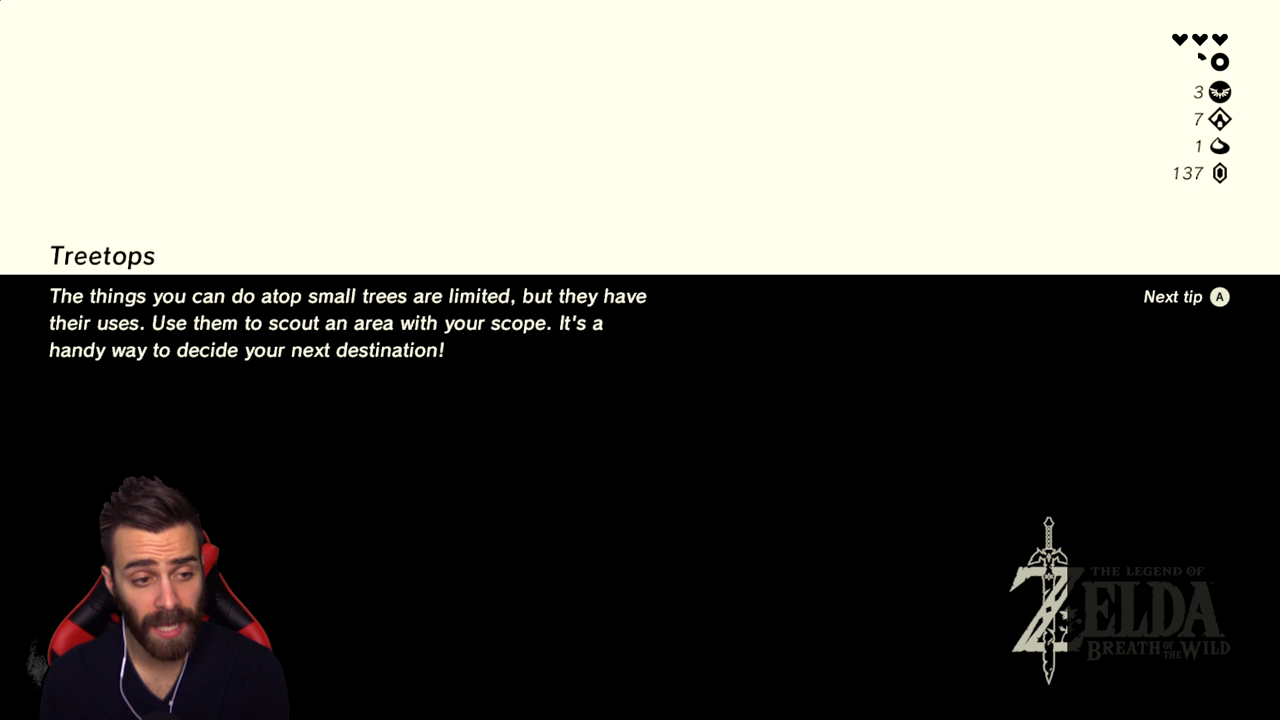 3
7
1
137
Treetops
The things you can do atop small trees are limited, but they have
their uses. Use them to scout an area with your scope. It's a
handy way to decide your next destination!
Next tip A
THE LEGEND OF
ZELDA
BREATH OF THE WILD